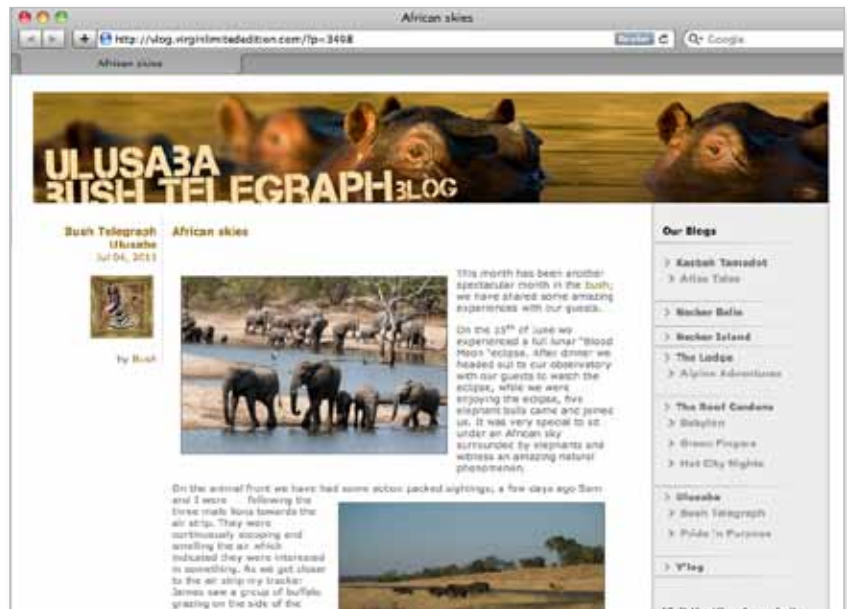 African skies
http://vlog.virginlimitededition.com/?p=3498
Reader
Google
African skies
ULUSABA
BUSH TELEGRAPH BLOG
Bush Telegraph
Ulusaba
Jul 04, 2011
by Bush
African skies
This month has been another
spectacular month in the bush;
we have shared some amazing
experiences with our guests.
On the 15th of June we
experienced a full lunar "Blood
Moon "eclipse. After dinner we
headed out to our observatory
with our guests to watch the
eclipse, while we were
enjoying the eclipse, five
elephant bulls came and joined
us. It was very special to sit
under an African sky
surrounded by elephants and
witness an amazing natural
phenomenon.
On the animal front we have had some action packed sightings; a few days ago Sam
and I were following the
three male lions towards the
air strip. They were
continuously stopping and
smelling the air which
indicated they were interested
in something. As we got closer
to the air strip my tracker
James saw a group of buffalo
grazing on the side of the
Our Blogs
Kasbah Tamadot
Atlas Tales
Necker Belle
Necker Island
The Lodge
Alpine Adventures
The Roof Gardens
Babylon
Green Fingers
Hot City Nights
Ulusaba
Bush Telegraph
Pride 'n Purpose
V'log